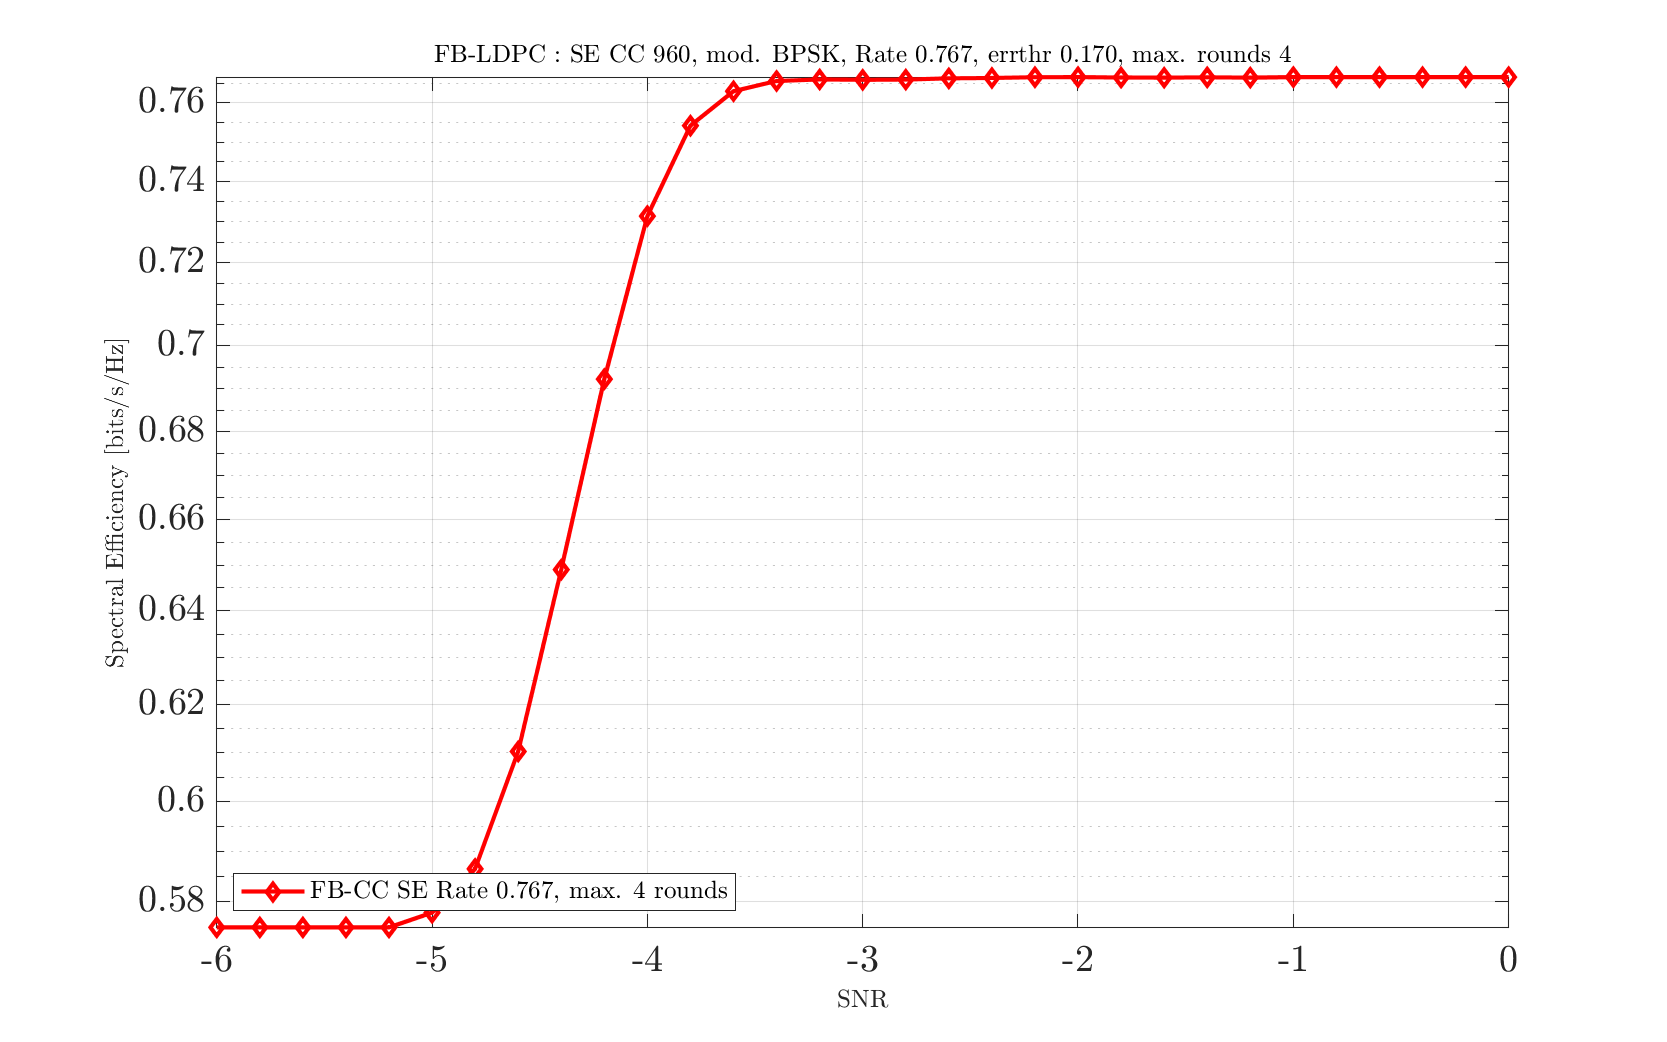 FB-LDPC : SE CC 960, mod. BPSK, Rate 0.767, errthr 0.170, max. rounds 4
0.76
0.74
0.72
0.7
0.68
0.66
0.64
0.62
0.6
0.58
Spectral Efficiency [bits/s/Hz]
FB-CC SE Rate 0.767, max. 4 rounds
-6 -5 -4 -3 -2 -1 0
SNR